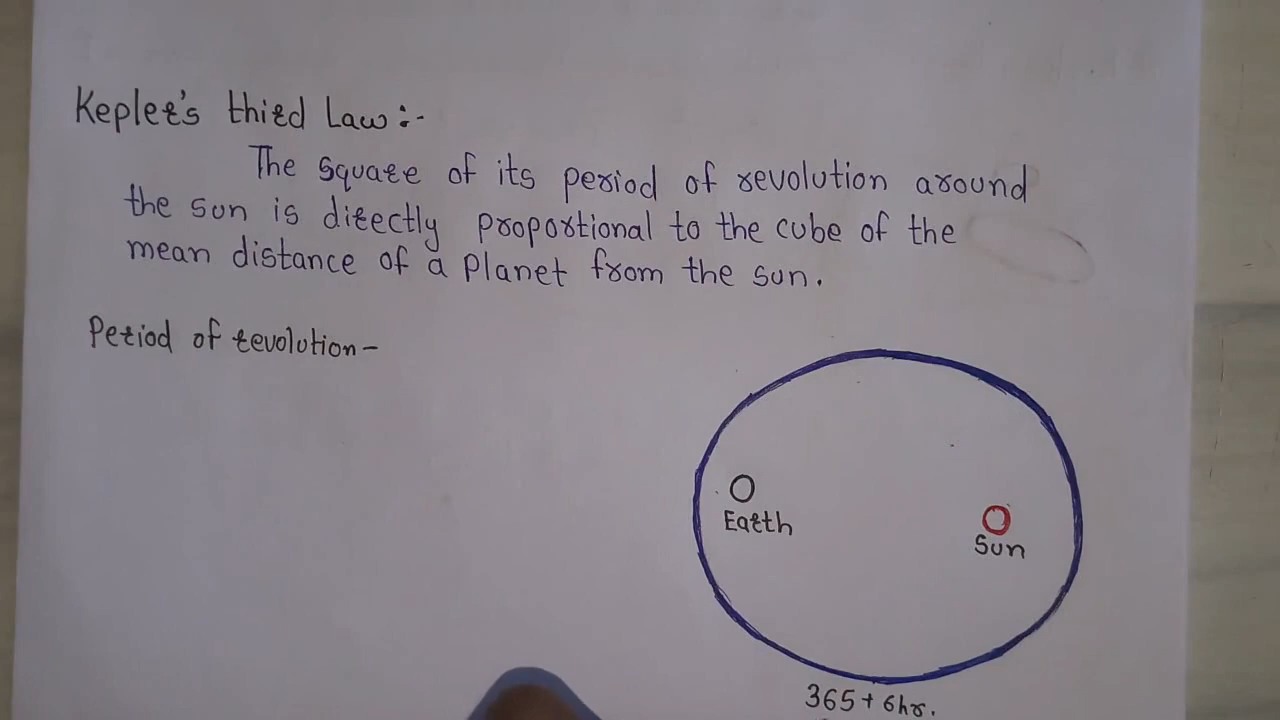 Kepler's third Law :-
The square of its period of revolution around
the sun is directly proportional to the cube of the
mean distance of a planet from the sun.
Period of revolution-
Earth
Sun
365 + 6hr.